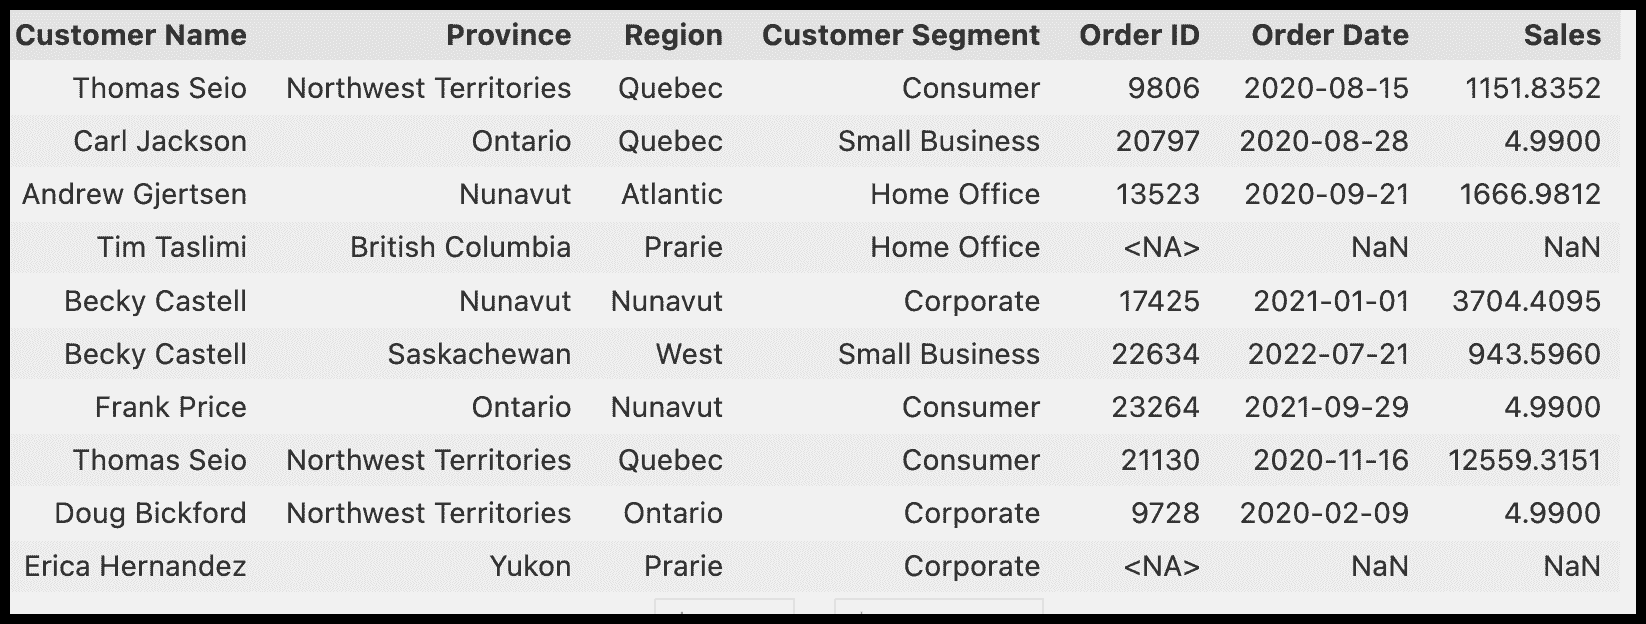 Customer Name Province Region Customer Segment Order ID Order Date Sales
Thomas Seio Northwest Territories Quebec Consumer 9806 2020-08-15 1151.8352
Carl Jackson Ontario Quebec Small Business 20797 2020-08-28 4.9900
Andrew Gjertsen Nunavut Atlantic Home Office 13523 2020-09-21 1666.9812
Tim Taslimi British Columbia Prarie Home Office <NA> NaN NaN
Becky Castell Nunavut Nunavut Corporate 17425 2021-01-01 3704.4095
Becky Castell Saskachewan West Small Business 22634 2022-07-21 943.5960
Frank Price Ontario Nunavut Consumer 23264 2021-09-29 4.9900
Thomas Seio Northwest Territories Quebec Consumer 21130 2020-11-16 12559.3151
Doug Bickford Northwest Territories Ontario Corporate 9728 2020-02-09 4.9900
Erica Hernandez Yukon Prarie Corporate <NA> NaN NaN